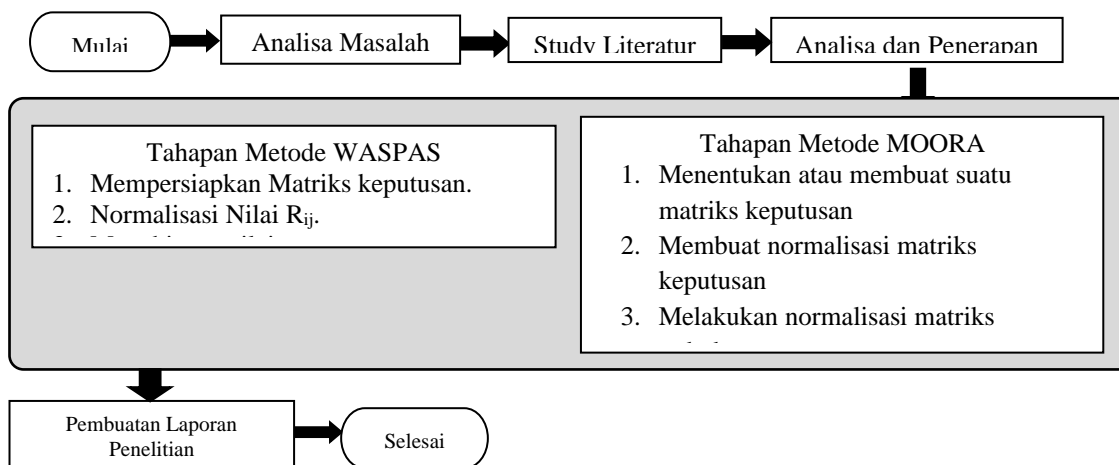 Mulai
Analisa Masalah
Study Literatur
Analisa dan Penerapan
Tahapan Metode WASPAS
1. Mempersiapkan Matriks keputusan.
2. Normalisasi Nilai Rij.
Tahapan Metode MOORA
1. Menentukan atau membuat suatu
matriks keputusan
2. Membuat normalisasi matriks
keputusan
3. Melakukan normalisasi matriks
Pembuatan Laporan
Penelitian
Selesai